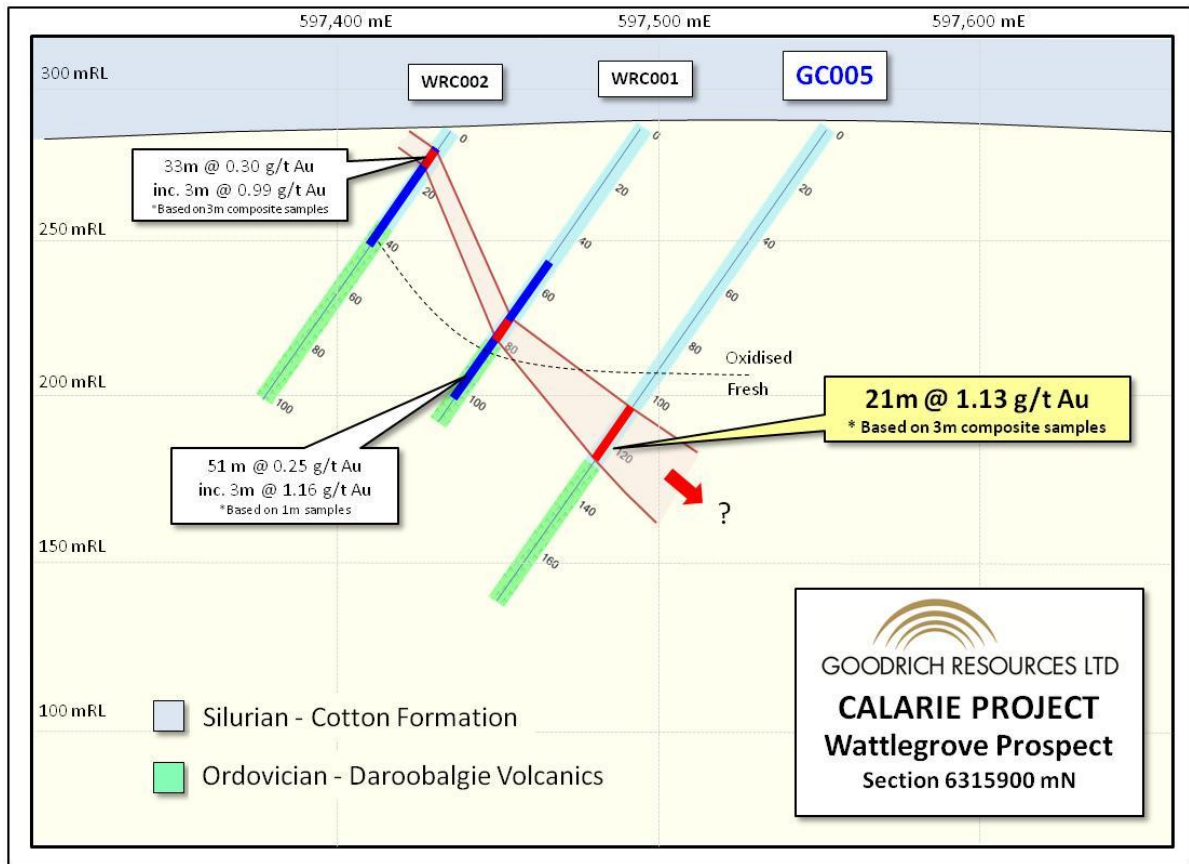 597,400 mE
597,500 mE
597,600 mE
300 mRL
WRC002
WRC001
GC005
0
0
0
33m @ 0.30 g/t Au
inc. 3m @ 0.99 g/t Au
*Based on 3m composite samples
20
20
20
250 mRL
40
40
40
60
60
60
80
80
80
Oxidised
Fresh
200 mRL
100
100
100
21m @ 1.13 g/t Au
* Based on 3m composite samples
120
51 m @ 0.25 g/t Au
inc. 3m @ 1.16 g/t Au
*Based on 1m samples
140
?
150 mRL
160
GOODRICH RESOURCES LTD
CALARIE PROJECT
Wattlegrove Prospect
Section 6315900 mN
100 mRL
Silurian - Cotton Formation
Ordovician - Daroobalgie Volcanics